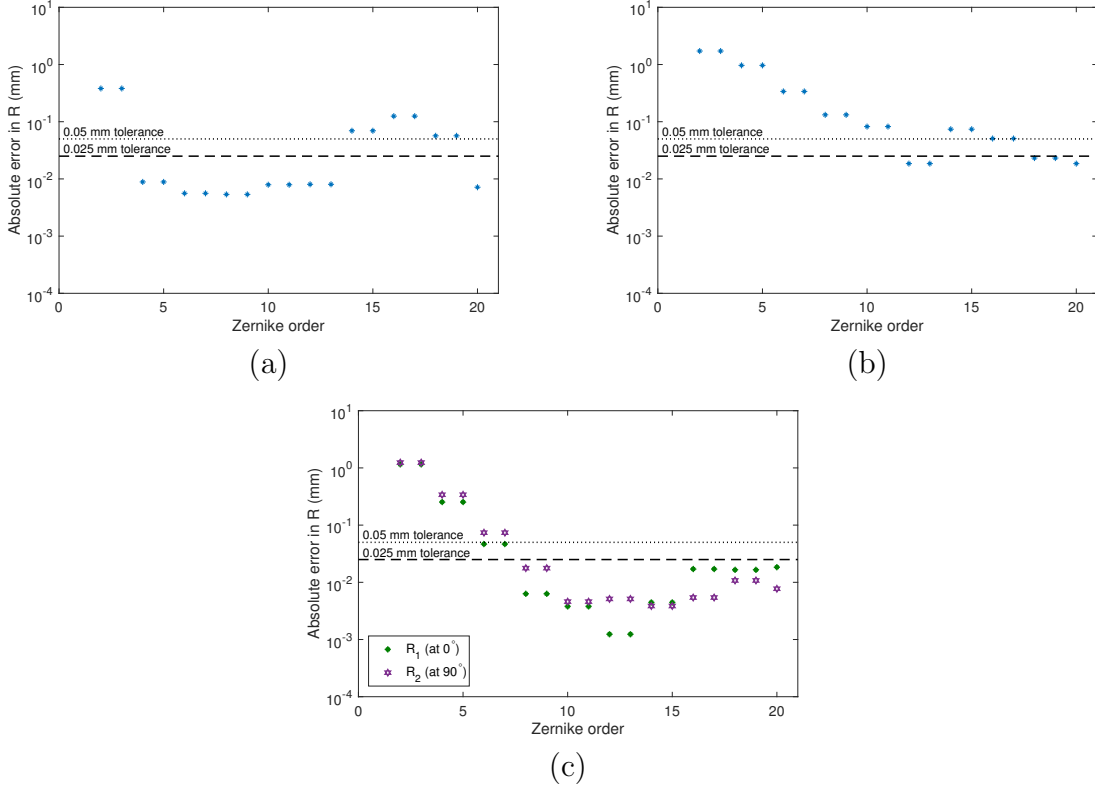 10^1
10^0
10^-1
10^-2
10^-3
10^-4
Absolute error in R (mm)
0.05 mm tolerance
0.025 mm tolerance
0 5 10 15 20
Zernike order
(a)
10^1
10^0
10^-1
10^-2
10^-3
10^-4
Absolute error in R (mm)
0.05 mm tolerance
0.025 mm tolerance
0 5 10 15 20
Zernike order
(b)
10^1
10^0
10^-1
10^-2
10^-3
10^-4
Absolute error in R (mm)
0.05 mm tolerance
0.025 mm tolerance
R_1 (at 0°)
R_2 (at 90°)
0 5 10 15 20
Zernike order
(c)